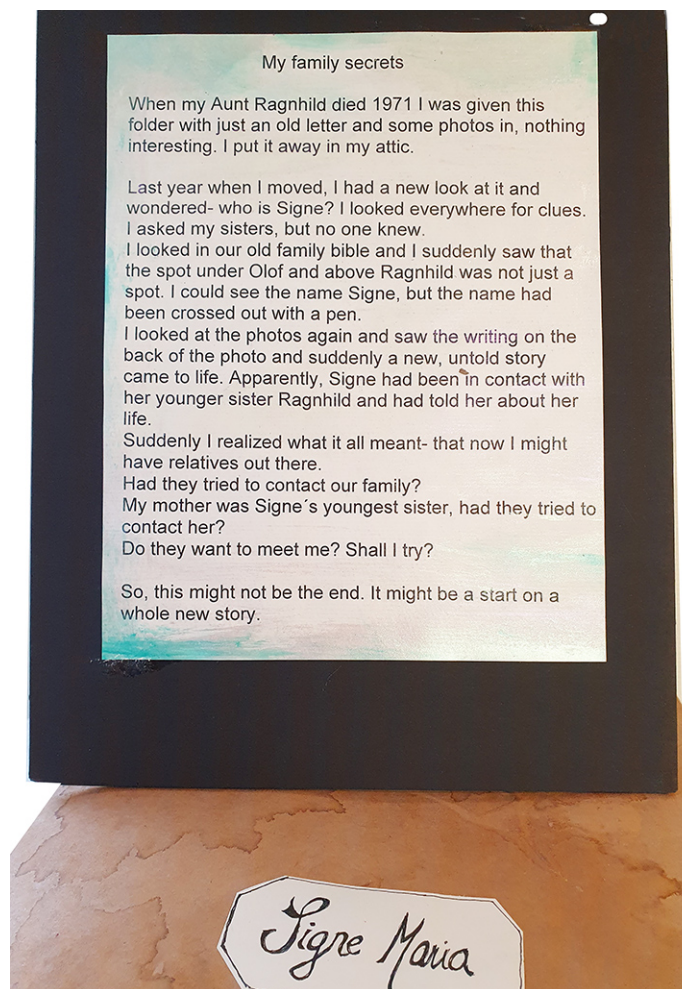 My family secrets
When my Aunt Ragnhild died 1971 I was given this
folder with just an old letter and some photos in, nothing
interesting. I put it away in my attic.
Last year when I moved, I had a new look at it and
wondered- who is Signe? I looked everywhere for clues.
I asked my sisters, but no one knew.
I looked in our old family bible and I suddenly saw that
the spot under Olof and above Ragnhild was not just a
spot. I could see the name Signe, but the name had
been crossed out with a pen.
I looked at the photos again and saw the writing on the
back of the photo and suddenly a new, untold story
came to life. Apparently, Signe had been in contact with
her younger sister Ragnhild and had told her about her
life.
Suddenly I realized what it all meant- that now I might
have relatives out there.
Had they tried to contact our family?
My mother was Signe´s youngest sister, had they tried to
contact her?
Do they want to meet me? Shall I try?
So, this might not be the end. It might be a start on a
whole new story.
Signe Maria